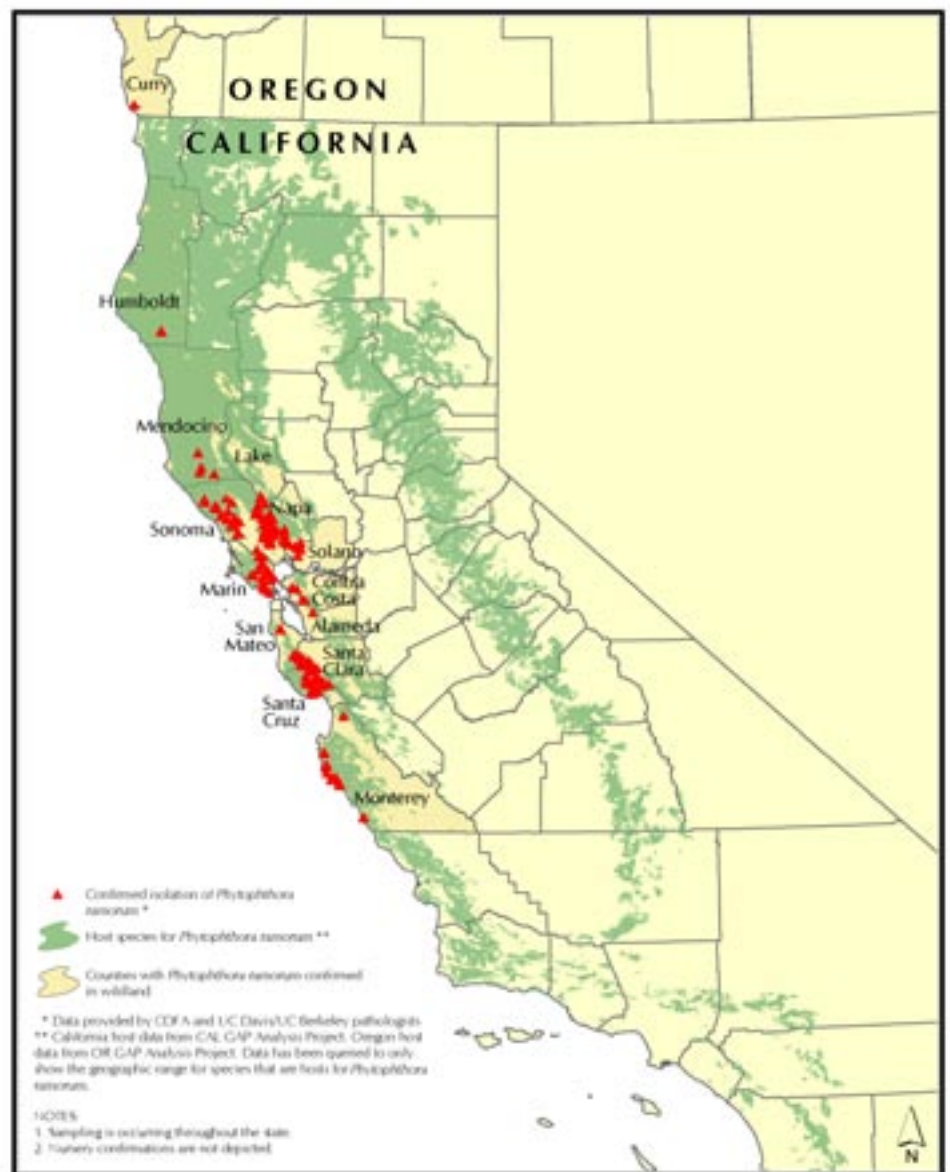 Curry
OREGON
CALIFORNIA
Humboldt
Mendocino
Lake
Napa
Sonoma
Solano
Marin
Contra
Costa
Alameda
San
Mateo
Santa
Clara
Santa
Cruz
Monterey
Confirmed isolation of Phytophthora
ramorum *
Host species for Phytophthora ramorum **
Counties with Phytophthora ramorum confirmed
in wildland
* Data provided by CDFA and UC Davis/UC Berkeley pathologists
** California host data from CAL GAP Analysis Project. Oregon host
data from OR GAP Analysis Project. Data has been queried to only
show the geographic range for species that are hosts for Phytophthora
ramorum.
NOTES:
1. Sampling is occurring throughout the state.
2. Nursery confirmations are not depicted.
N